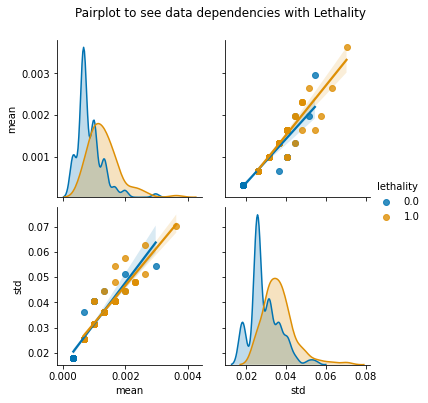 Pairplot to see data dependencies with Lethality
0.003
0.002
0.001
mean
lethality
0.0
1.0
0.07
0.06
0.05
0.04
0.03
0.02
std
0.000 0.002 0.004
mean
0.02 0.04 0.06 0.08
std